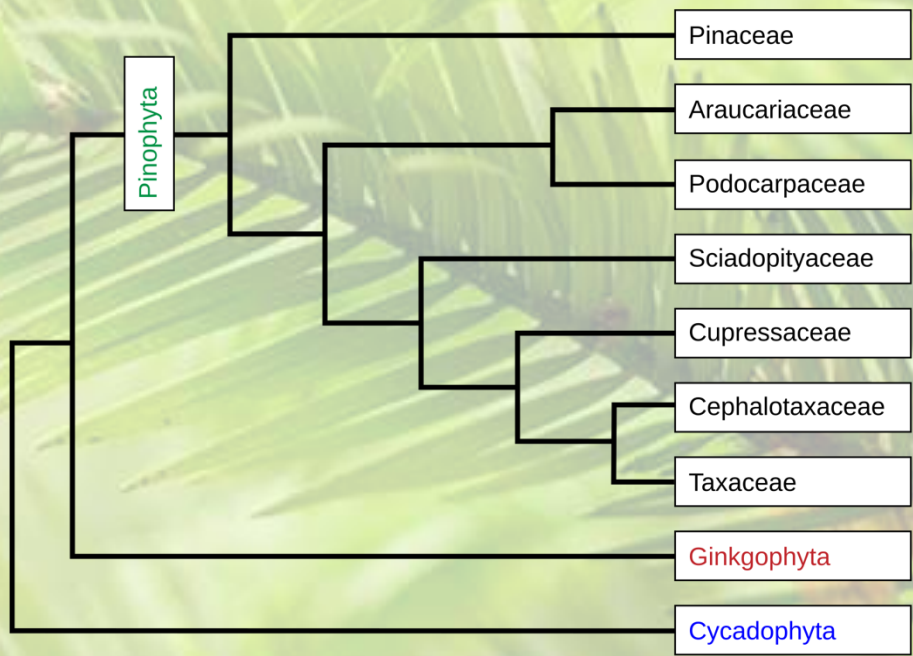 Pinophyta
Pinaceae
Araucariaceae
Podocarpaceae
Sciadopityaceae
Cupressaceae
Cephalotaxaceae
Taxaceae
Ginkgophyta
Cycadophyta